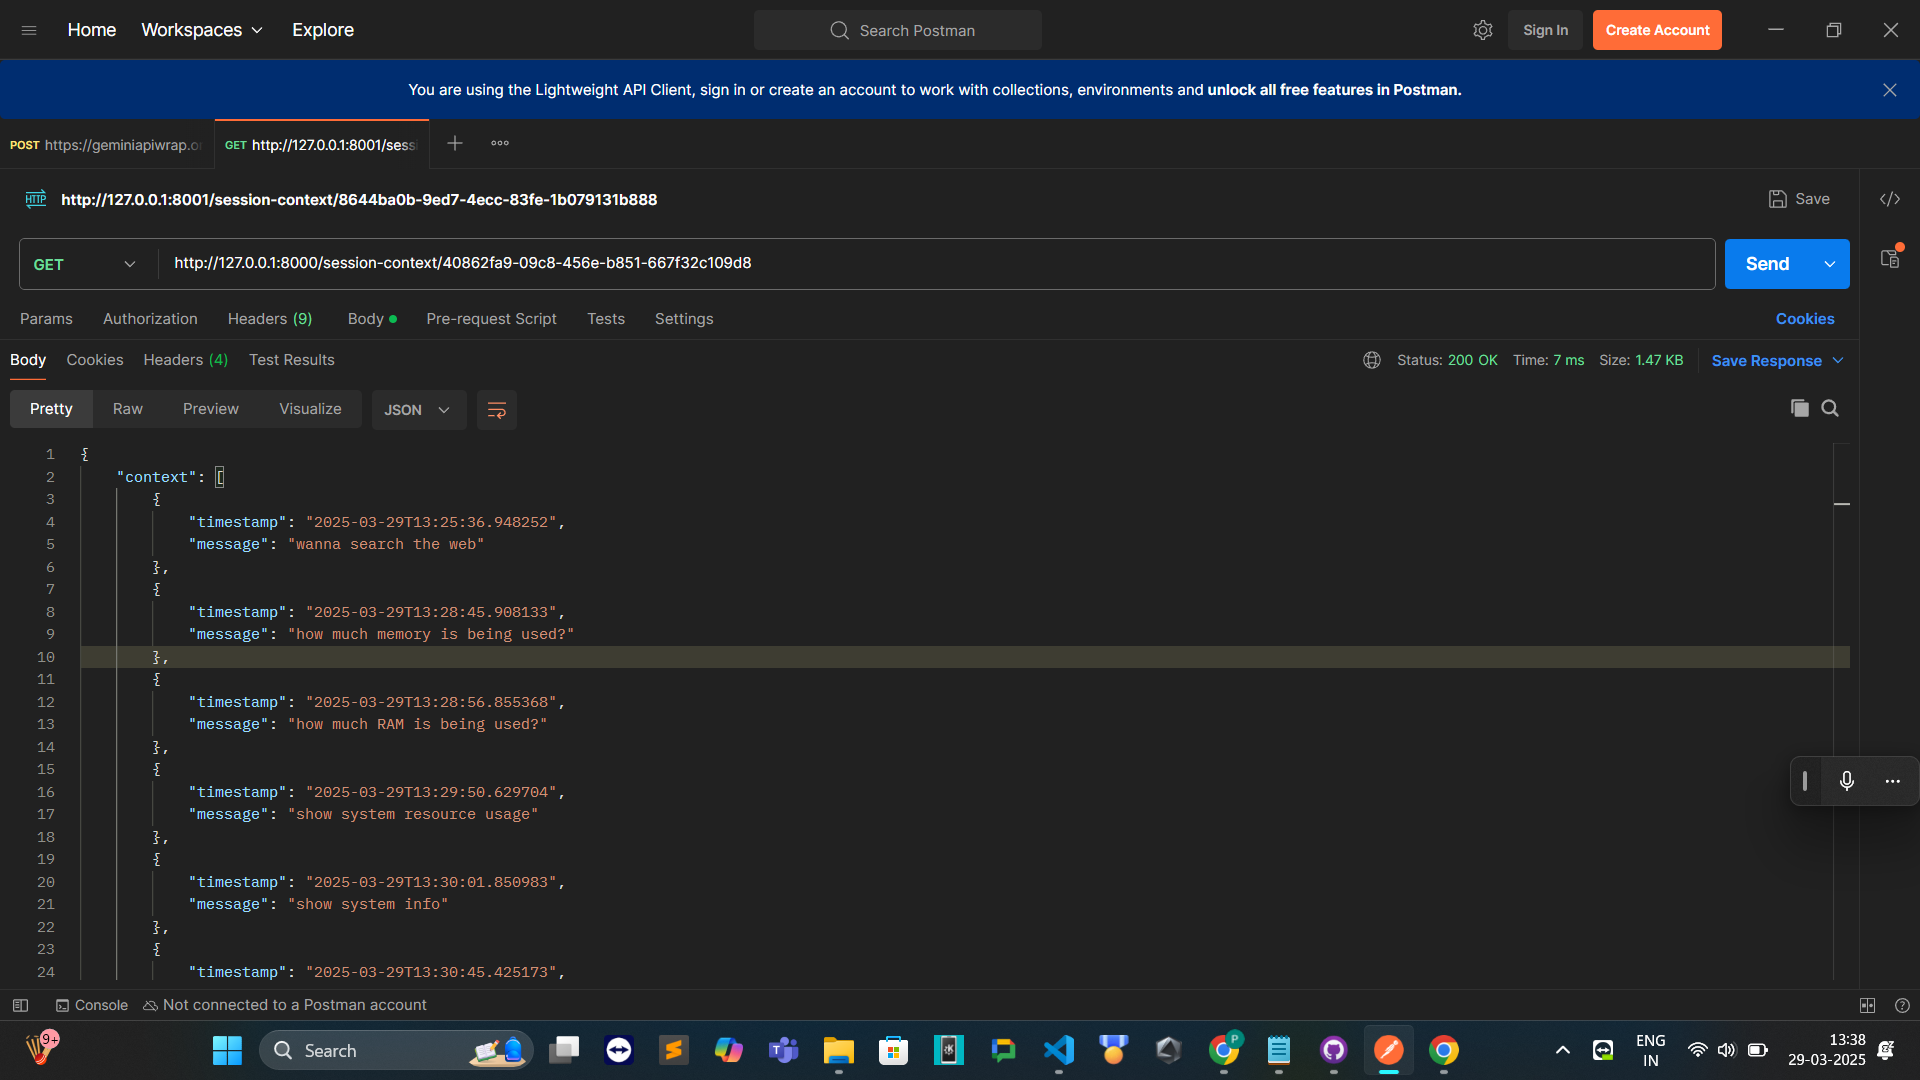 Home Workspaces Explore Search Postman Sign In Create Account
You are using the Lightweight API Client, sign in or create an account to work with collections, environments and unlock all free features in Postman.
POST https://geminiapiwrap.or GET http://127.0.0.1:8001/sess
HTTP http://127.0.0.1:8001/session-context/8644ba0b-9ed7-4ecc-83fe-1b079131b888 Save
GET http://127.0.0.1:8000/session-context/40862fa9-09c8-456e-b851-667f32c109d8 Send
Params Authorization Headers (9) Body Pre-request Script Tests Settings Cookies
Body Cookies Headers (4) Test Results Status: 200 OK Time: 7 ms Size: 1.47 KB Save Response
Pretty Raw Preview Visualize JSON
1 {
2 "context": [
3 {
4 "timestamp": "2025-03-29T13:25:36.948252",
5 "message": "wanna search the web"
6 },
7 {
8 "timestamp": "2025-03-29T13:28:45.908133",
9 "message": "how much memory is being used?"
10 },
11 {
12 "timestamp": "2025-03-29T13:28:56.855368",
13 "message": "how much RAM is being used?"
14 },
15 {
16 "timestamp": "2025-03-29T13:29:50.629704",
17 "message": "show system resource usage"
18 },
19 {
20 "timestamp": "2025-03-29T13:30:01.850983",
21 "message": "show system info"
22 },
23 {
24 "timestamp": "2025-03-29T13:30:45.425173",
Console Not connected to a Postman account
9+ Search ENG 13:38
IN 29-03-2025